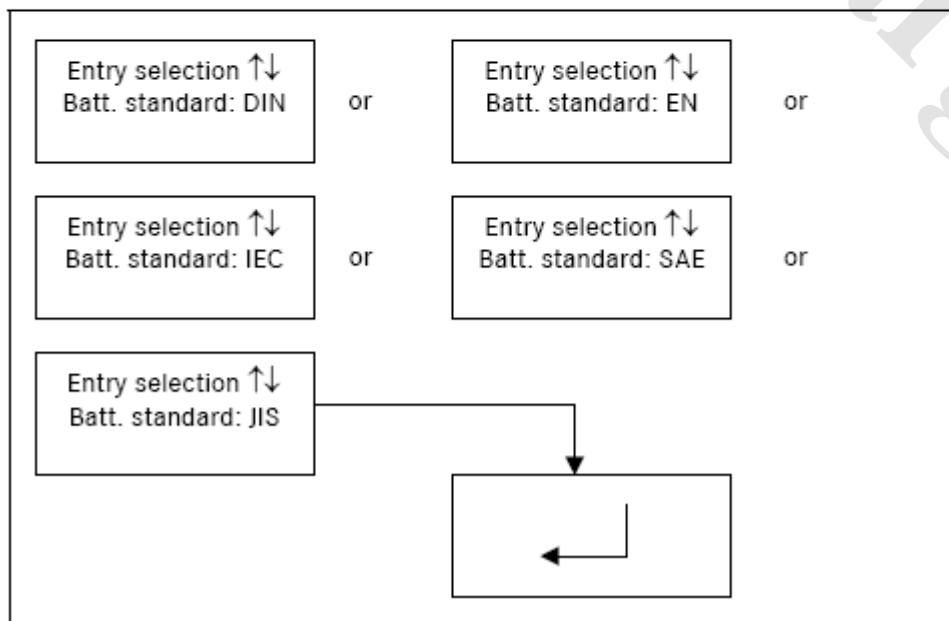 Entry selection ↑↓
Batt. standard: DIN
or
Entry selection ↑↓
Batt. standard: EN
or
Entry selection ↑↓
Batt. standard: IEC
or
Entry selection ↑↓
Batt. standard: SAE
or
Entry selection ↑↓
Batt. standard: JIS